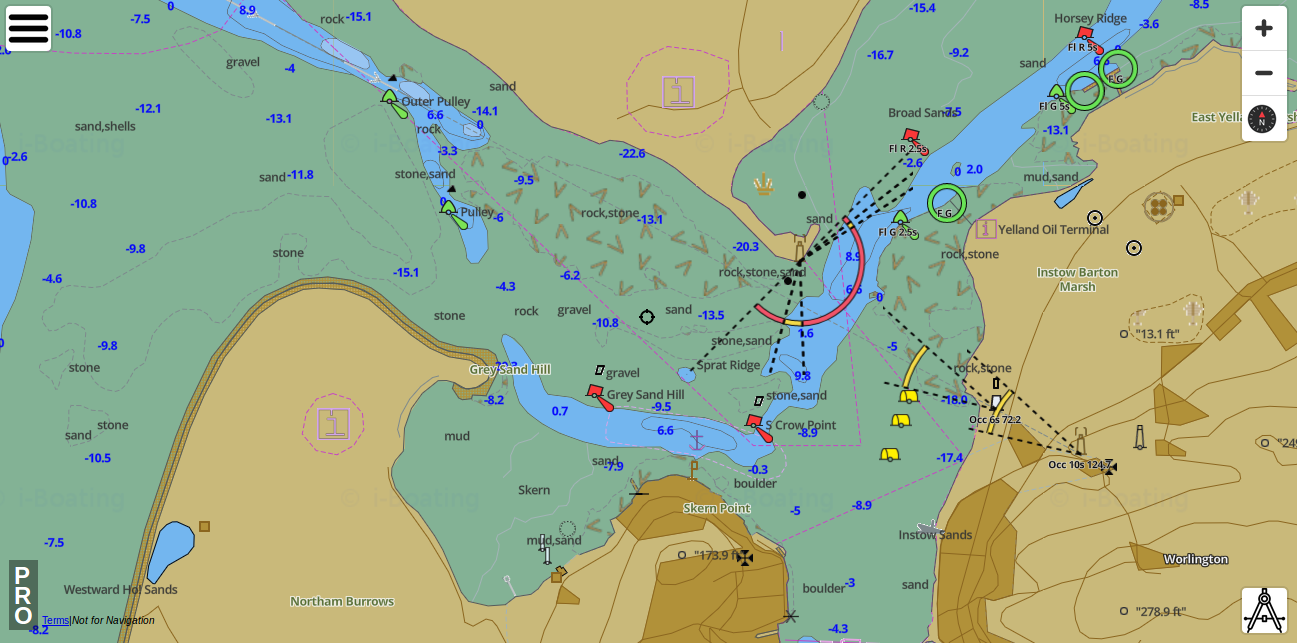 0
8.9
-15.4
-8.5
-7.5
rock
-15.1
Horsey Ridge
-3.6
-10.8
Fl R 5s
-16.7
-9.2
0
gravel
-4
sand
sand
F G
-12.1
Outer Pulley
-14.1
6.6
0
Fl G 5s
-13.1
Broad Sands
-7.5
sand,shells
rock
-13.1
Fl R 2.5s
-3.3
-22.6
-2.6
0
2.0
0
-2.6
sand
-11.8
stone,sand
-9.5
mud,sand
0
-10.8
Pulley
-6
rock,stone
-13.1
sand
F G
Fl G 2.5s
Yelland Oil Terminal
-9.8
stone
-20.3
8.9
rock,stone
-4.6
-15.1
-6.2
rock,stone,sand
Instow Barton
Marsh
-4.3
0
stone
rock
gravel
-10.8
sand
-13.5
"13.1 ft"
-9.8
stone,sand
1.6
-5
stone
Grey Sand Hill
gravel
Sprat Ridge
9.8
rock,stone
-8.2
0.7
Grey Sand Hill
-9.5
stone,sand
-18.0
Occ 6s 72.2
stone
sand
mud
6.6
S Crow Point
-8.9
-10.5
sand
-7.9
-0.3
-17.4
Occ 10s 124.7
boulder
Skern
Skern Point
-5
-8.9
i-Boating
© i-Boating
© i-Boating
-7.5
mud,sand
"173.9 ft"
Instow Sands
Worlington
Westward Ho! Sands
Northam Burrows
boulder
-3
sand
"278.9 ft"
PRO
Terms|Not for Navigation
-8.2
-4.3